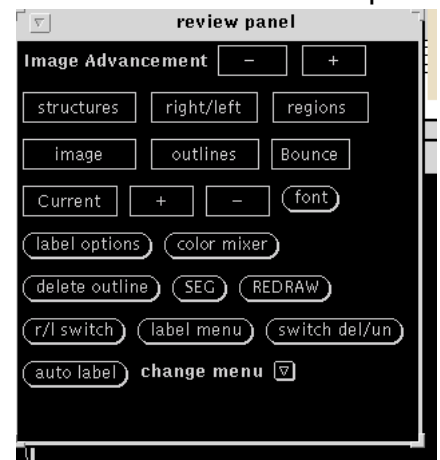 review panel
Image Advancement - +
structures right/left regions
image outlines Bounce
Current + - font
label options color mixer
delete outline SEG REDRAW
r/l switch label menu switch del/un
auto label change menu